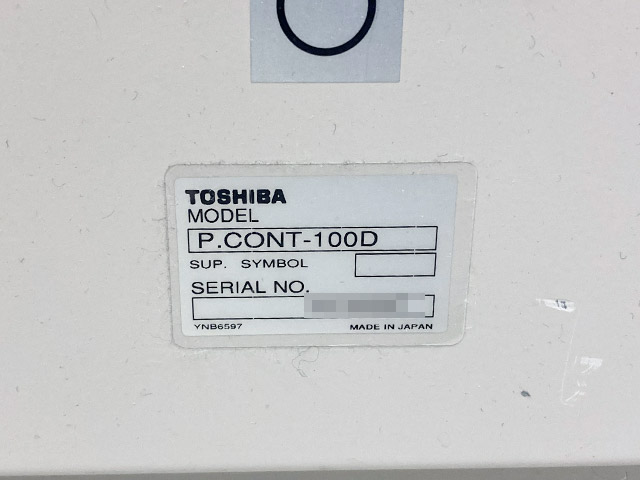 TOSHIBA
MODEL
P.CONT-100D
SUP. SYMBOL
SERIAL NO.
YNB6597 MADE IN JAPAN